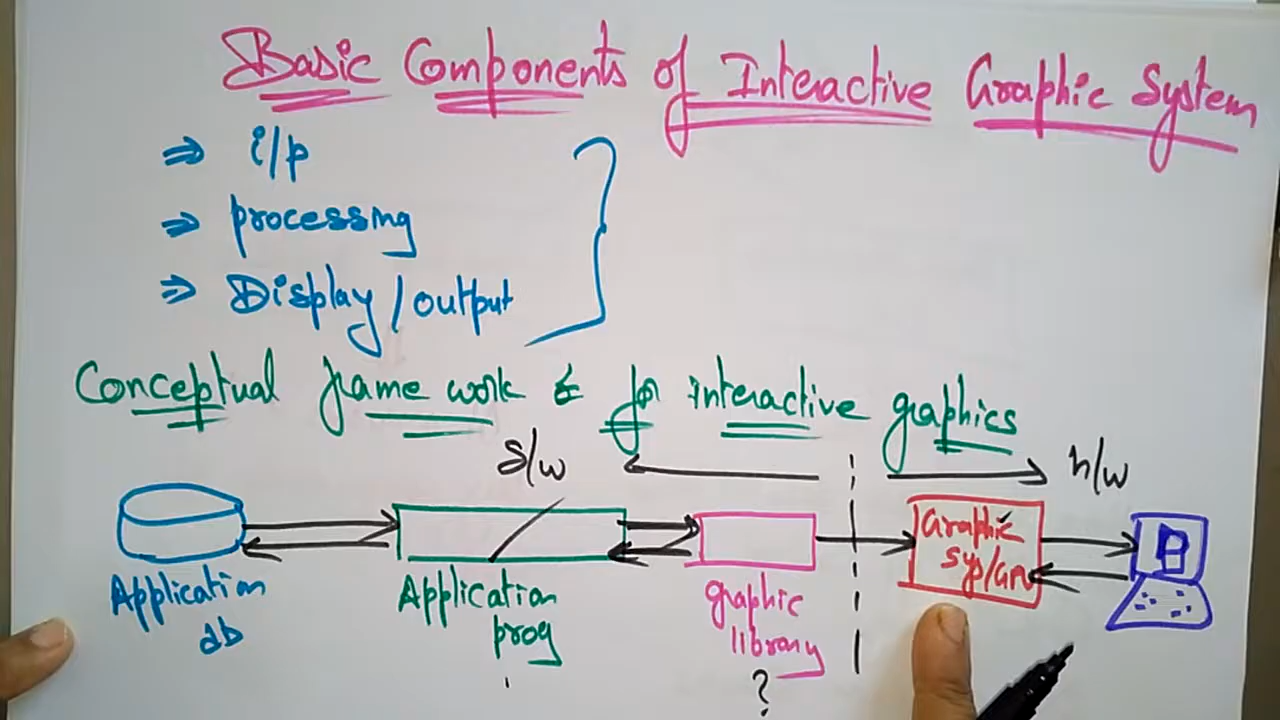 Basic Components of Interactive Graphic System
⇒ i/p
⇒ processing
⇒ Display/output
Conceptual frame work & for interactive graphics
s/w
h/w
Application db
Application prog
graphic library
?
Graphic sys/